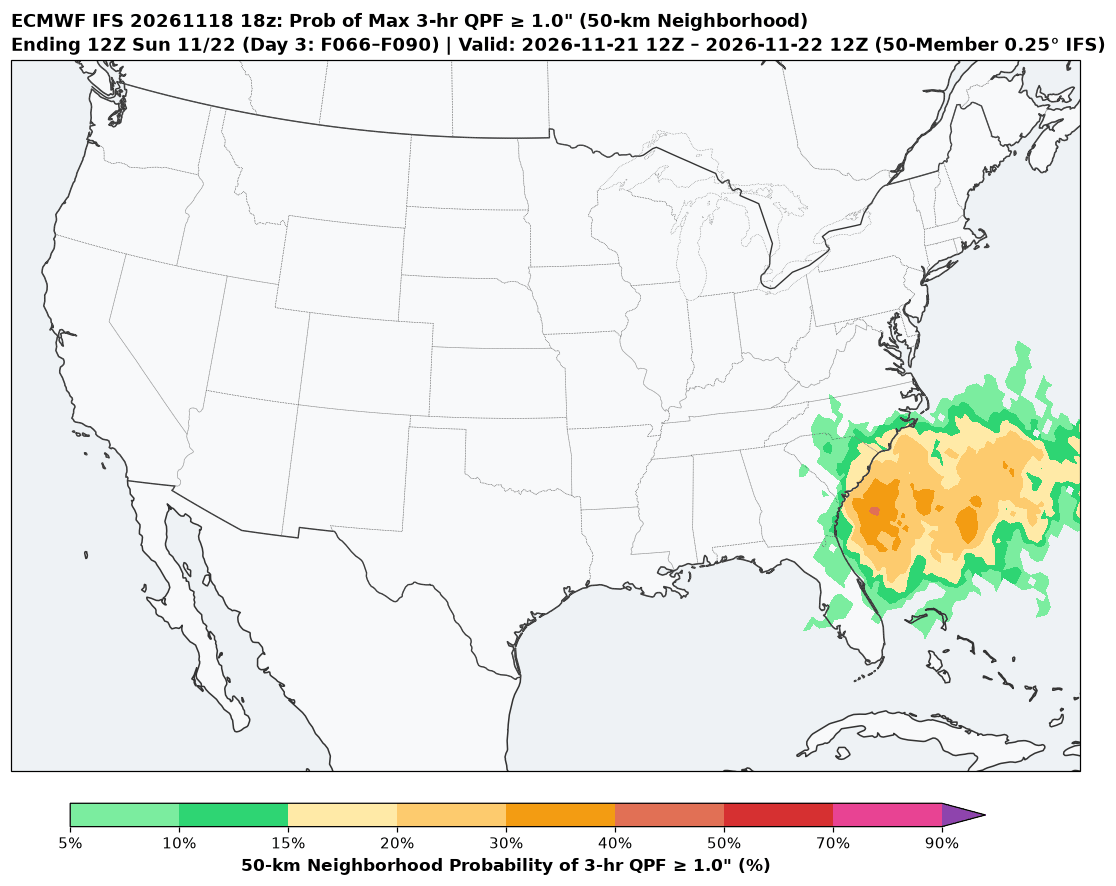 ECMWF IFS 20261118 18z: Prob of Max 3-hr QPF ≥ 1.0" (50-km Neighborhood)
Ending 12Z Sun 11/22 (Day 3: F066–F090) | Valid: 2026-11-21 12Z – 2026-11-22 12Z (50-Member 0.25° IFS)
5% 10% 15% 20% 30% 40% 50% 70% 90%
50-km Neighborhood Probability of 3-hr QPF ≥ 1.0" (%)